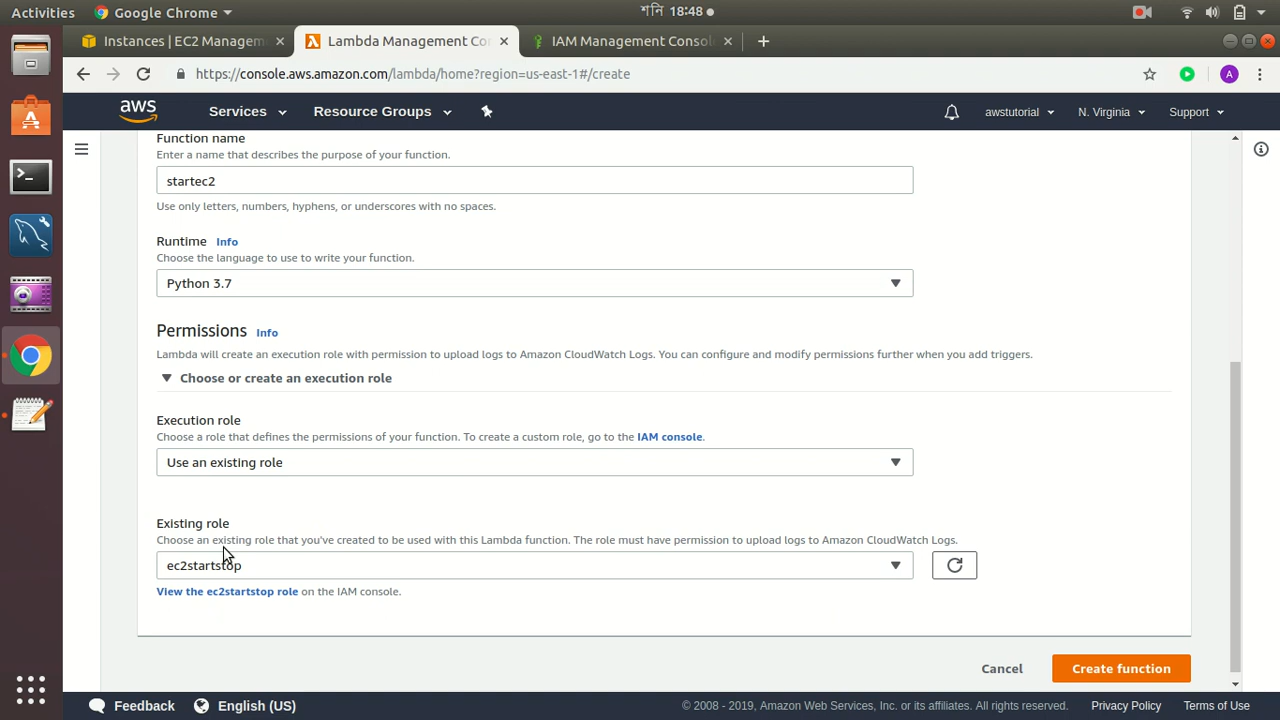 Activities
Google Chrome
শনি 18:48
Instances | EC2 Managem
Lambda Management Co
IAM Management Consol
https://console.aws.amazon.com/lambda/home?region=us-east-1#/create
A
aws
Services
Resource Groups
awstutorial
N. Virginia
Support
Function name
Enter a name that describes the purpose of your function.
startec2
Use only letters, numbers, hyphens, or underscores with no spaces.
Runtime Info
Choose the language to use to write your function.
Python 3.7
Permissions Info
Lambda will create an execution role with permission to upload logs to Amazon CloudWatch Logs. You can configure and modify permissions further when you add triggers.
Choose or create an execution role
Execution role
Choose a role that defines the permissions of your function. To create a custom role, go to the IAM console.
Use an existing role
Existing role
Choose an existing role that you've created to be used with this Lambda function. The role must have permission to upload logs to Amazon CloudWatch Logs.
ec2startstop
View the ec2startstop role on the IAM console.
Cancel
Create function
Feedback
English (US)
© 2008 - 2019, Amazon Web Services, Inc. or its affiliates. All rights reserved.
Privacy Policy
Terms of Use